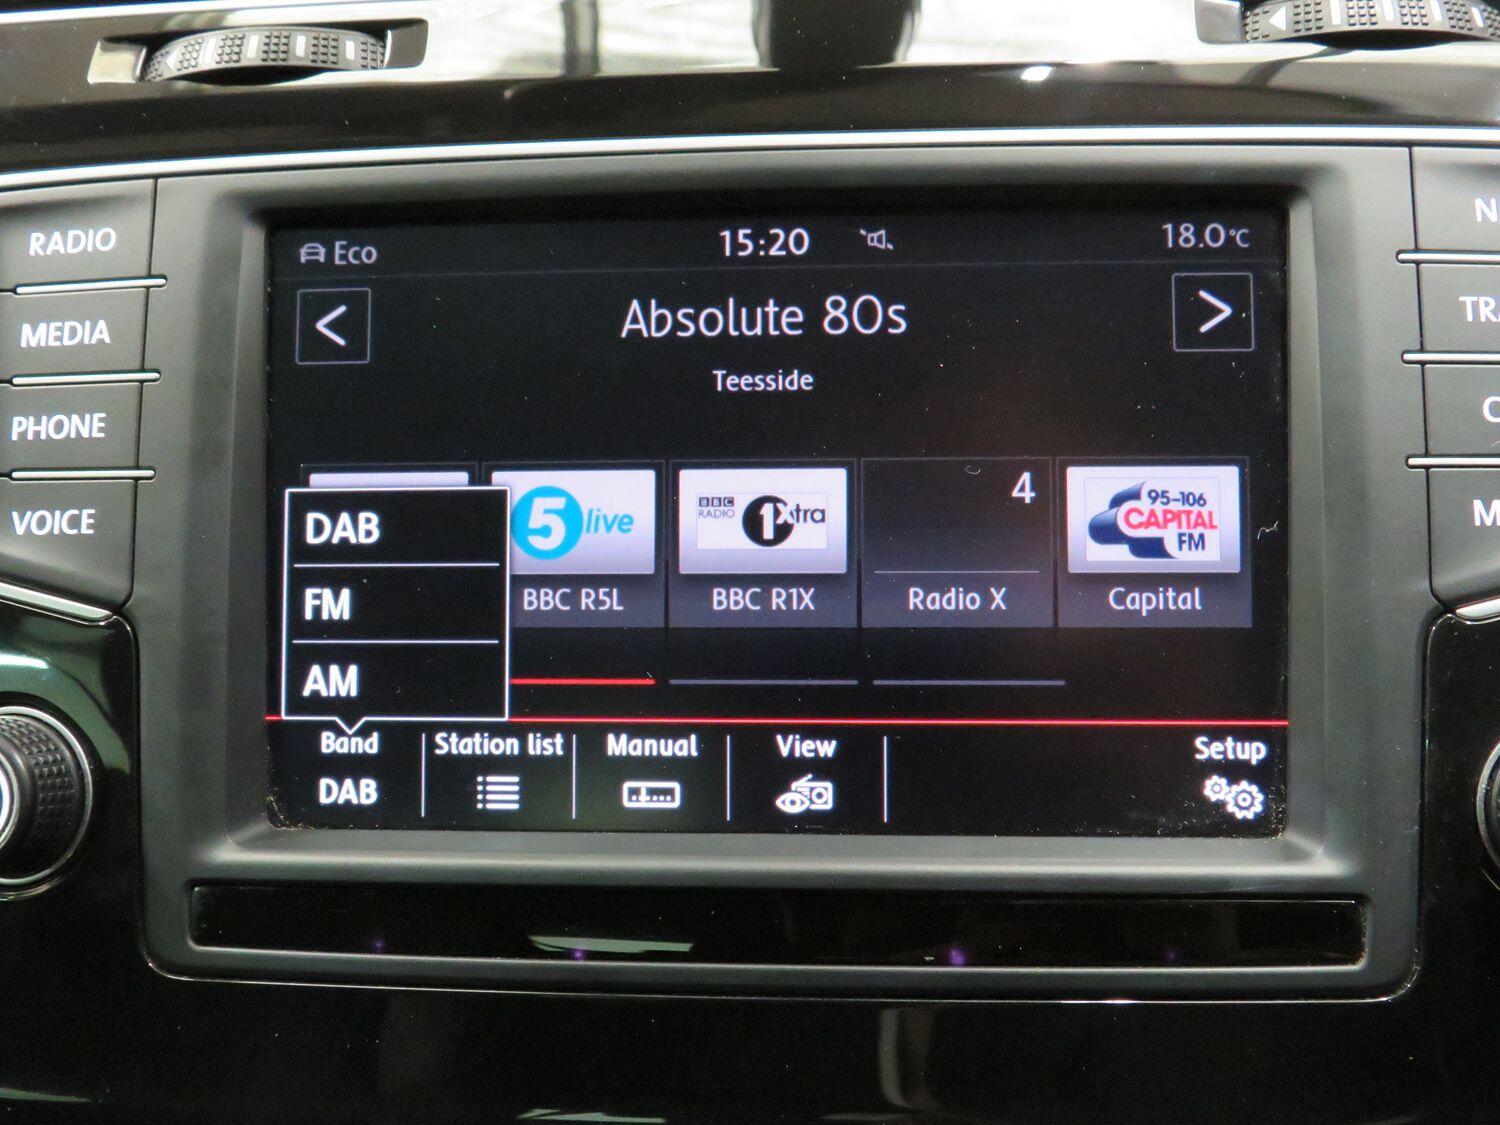 RADIO
MEDIA
PHONE
VOICE
Eco
15:20
18.0°C
Absolute 80s
Teesside
5 live
BBC RADIO 1Xtra
4
95-106 CAPITAL FM
BBC R5L
BBC R1X
Radio X
Capital
DAB
FM
AM
Band
DAB
Station list
Manual
View
Setup